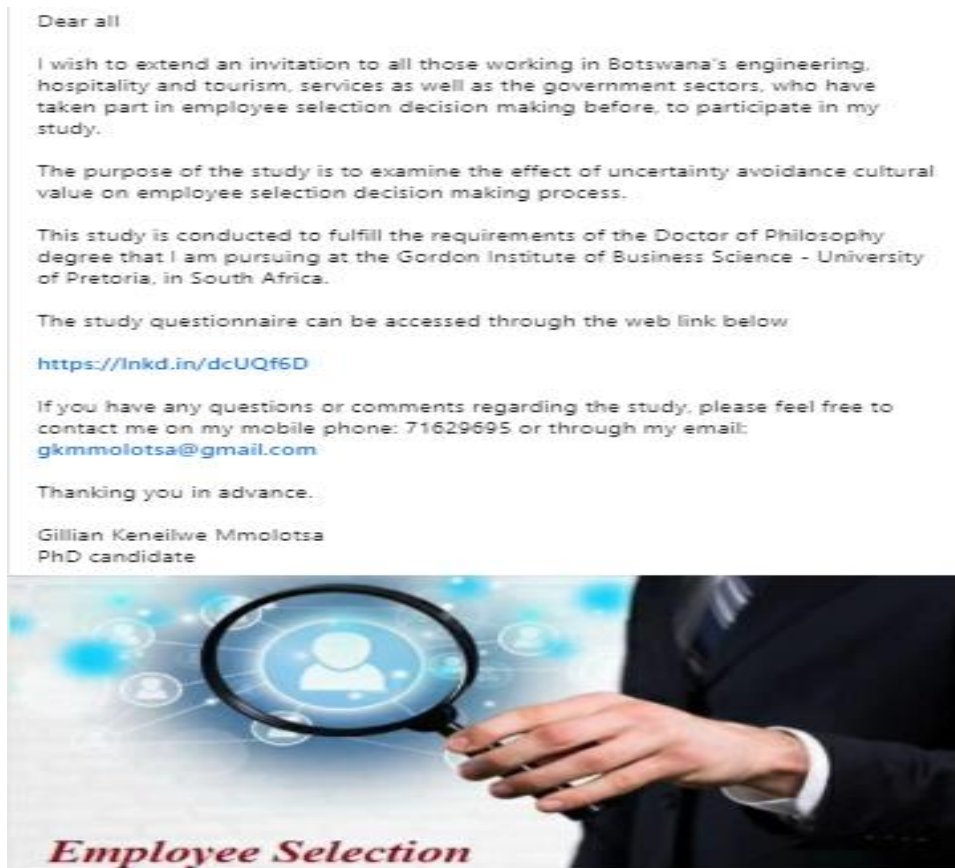 Dear all
I wish to extend an invitation to all those working in Botswana's engineering,
hospitality and tourism, services as well as the government sectors, who have
taken part in employee selection decision making before, to participate in my
study.
The purpose of the study is to examine the effect of uncertainty avoidance cultural
value on employee selection decision making process.
This study is conducted to fulfill the requirements of the Doctor of Philosophy
degree that I am pursuing at the Gordon Institute of Business Science - University
of Pretoria, in South Africa.
The study questionnaire can be accessed through the web link below
https://lnkd.in/dcUQf6D
If you have any questions or comments regarding the study, please feel free to
contact me on my mobile phone: 71629695 or through my email:
gkmmolotsa@gmail.com
Thanking you in advance.
Gillian Keneilwe Mmolotsa
PhD candidate
Employee Selection